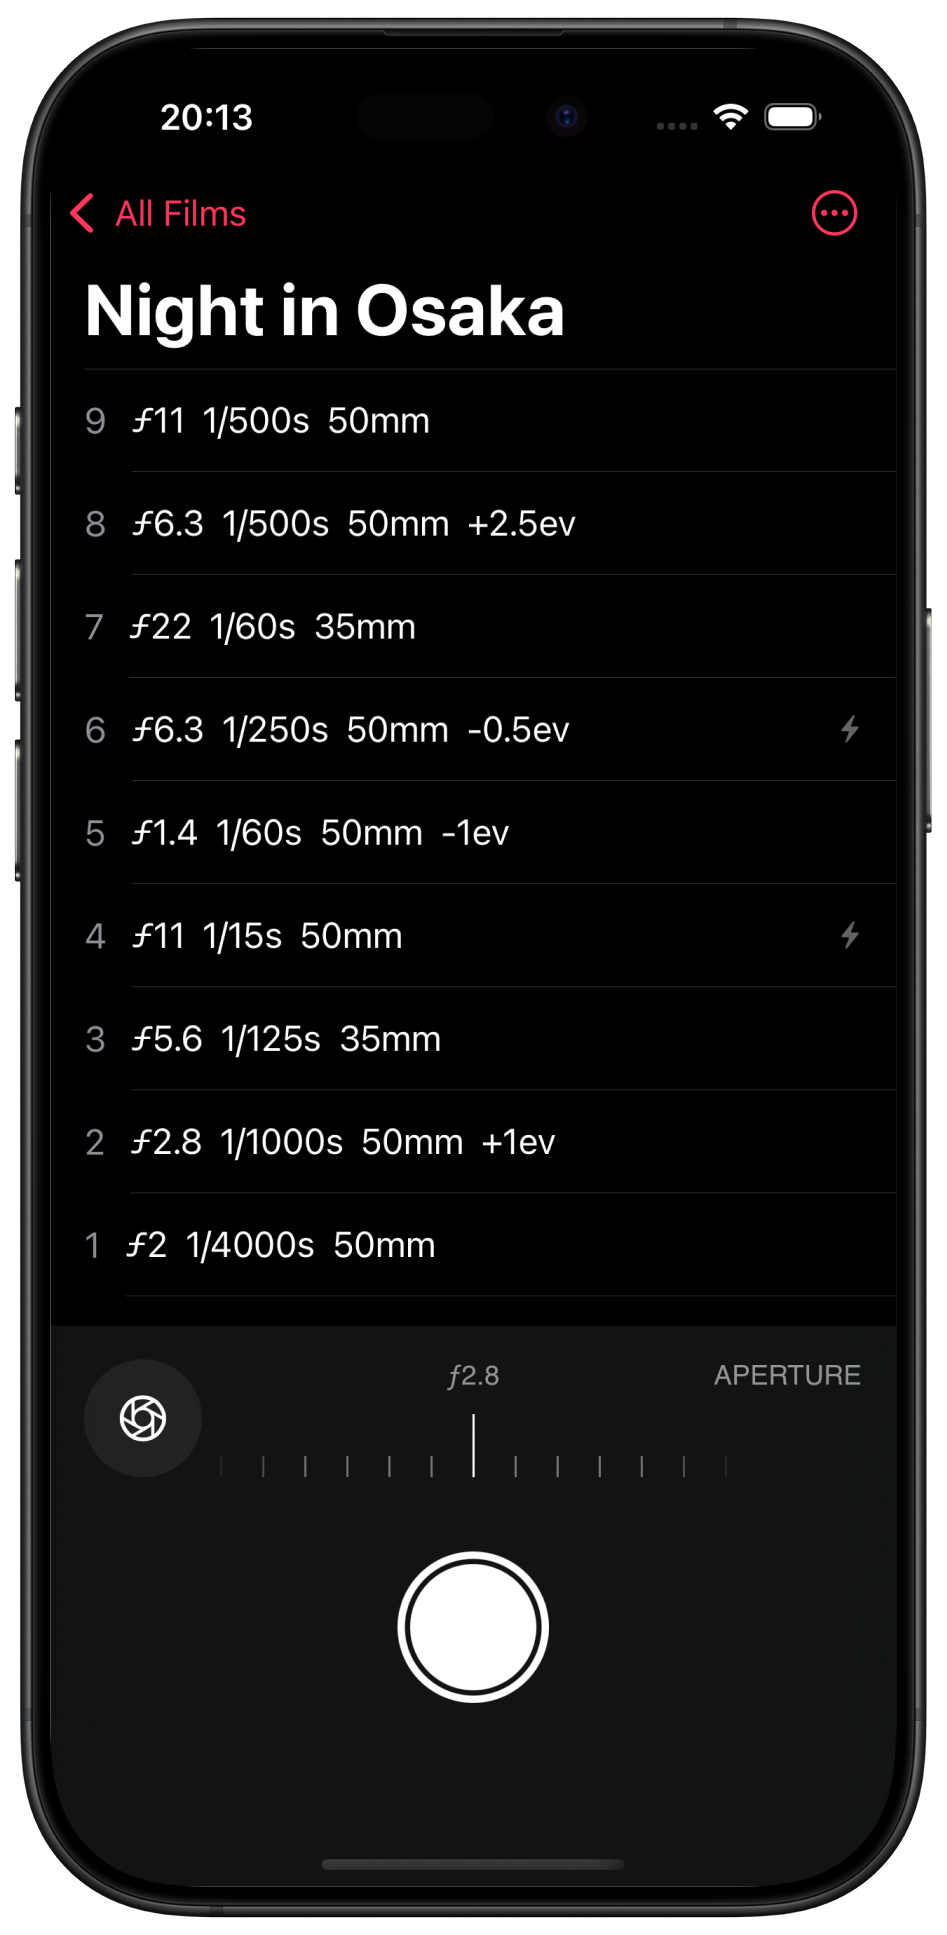 20:13
All Films
Night in Osaka
9 ƒ11 1/500s 50mm
8 ƒ6.3 1/500s 50mm +2.5ev
7 ƒ22 1/60s 35mm
6 ƒ6.3 1/250s 50mm -0.5ev
5 ƒ1.4 1/60s 50mm -1ev
4 ƒ11 1/15s 50mm
3 ƒ5.6 1/125s 35mm
2 ƒ2.8 1/1000s 50mm +1ev
1 ƒ2 1/4000s 50mm
ƒ2.8 APERTURE